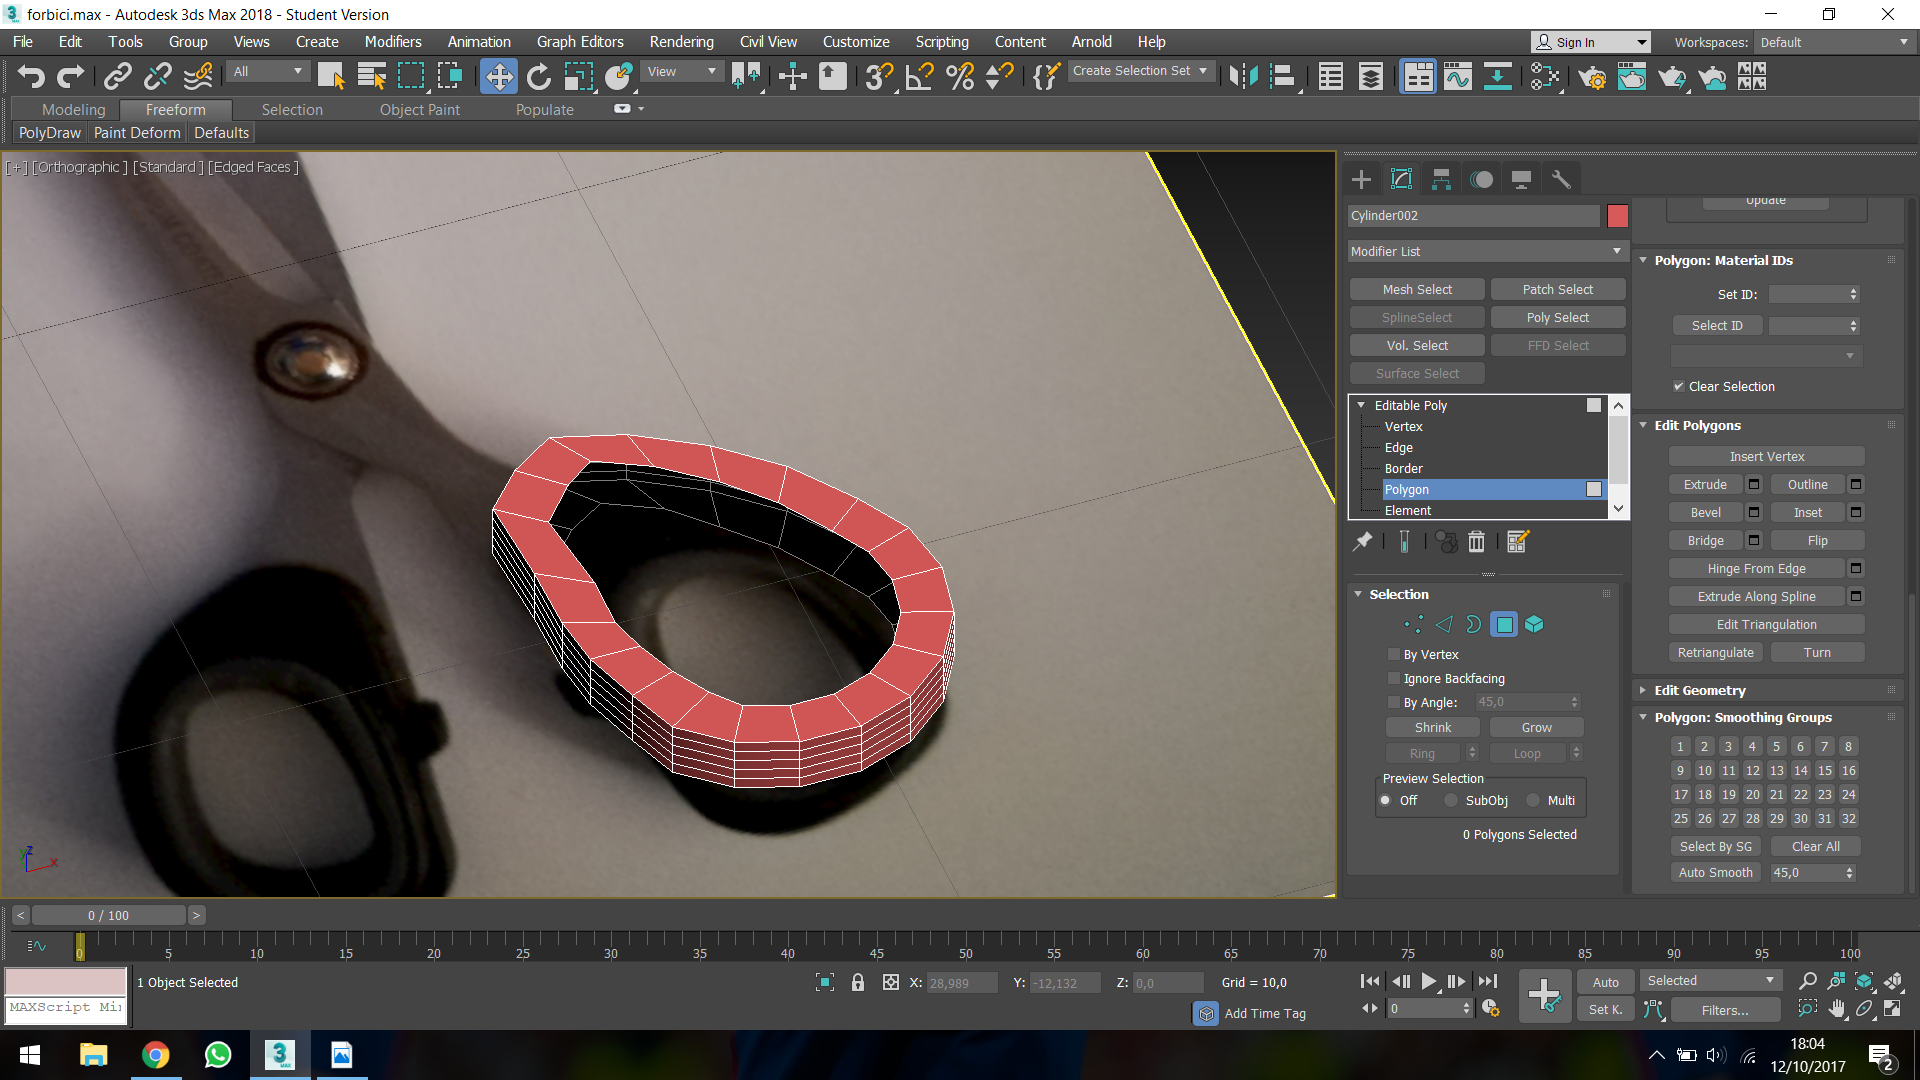 forbici.max - Autodesk 3ds Max 2018 - Student Version
File Edit Tools Group Views Create Modifiers Animation Graph Editors Rendering Civil View Customize Scripting Content Arnold Help
Sign In Workspaces: Default
All View Create Selection Set
Modeling Freeform Selection Object Paint Populate
PolyDraw Paint Deform Defaults
[+] [Orthographic ] [Standard ] [Edged Faces ]
Cylinder002
Modifier List
Mesh Select Patch Select
SplineSelect Poly Select
Vol. Select FFD Select
Surface Select
Editable Poly
Vertex
Edge
Border
Polygon
Element
Selection
By Vertex
Ignore Backfacing
By Angle: 45,0
Shrink Grow
Ring Loop
Preview Selection
Off SubObj Multi
0 Polygons Selected
Update
Polygon: Material IDs
Set ID:
Select ID
Clear Selection
Edit Polygons
Insert Vertex
Extrude Outline
Bevel Inset
Bridge Flip
Hinge From Edge
Extrude Along Spline
Edit Triangulation
Retriangulate Turn
Edit Geometry
Polygon: Smoothing Groups
1 2 3 4 5 6 7 8
9 10 11 12 13 14 15 16
17 18 19 20 21 22 23 24
25 26 27 28 29 30 31 32
Select By SG Clear All
Auto Smooth 45,0
z
y x
< 0 / 100 >
0 5 10 15 20 25 30 35 40 45 50 55 60 65 70 75 80 85 90 95 100
1 Object Selected X: 28,989 Y: -12,132 Z: 0,0 Grid = 10,0 Auto Selected
MAXScript Mi
Add Time Tag 0 Set K. Filters...
3 MAX
18:04
12/10/2017
2